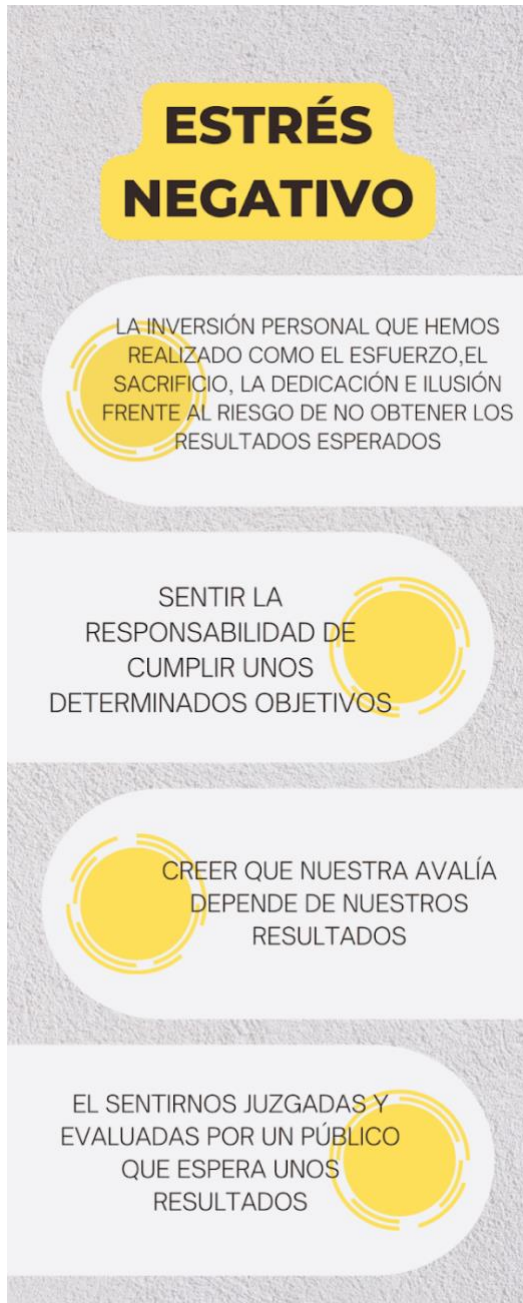 ESTRÉS
NEGATIVO
LA INVERSIÓN PERSONAL QUE HEMOS
REALIZADO COMO EL ESFUERZO,EL
SACRIFICIO, LA DEDICACIÓN E ILUSIÓN
FRENTE AL RIESGO DE NO OBTENER LOS
RESULTADOS ESPERADOS
SENTIR LA
RESPONSABILIDAD DE
CUMPLIR UNOS
DETERMINADOS OBJETIVOS
CREER QUE NUESTRA AVALÍA
DEPENDE DE NUESTROS
RESULTADOS
EL SENTIRNOS JUZGADAS Y
EVALUADAS POR UN PÚBLICO
QUE ESPERA UNOS
RESULTADOS